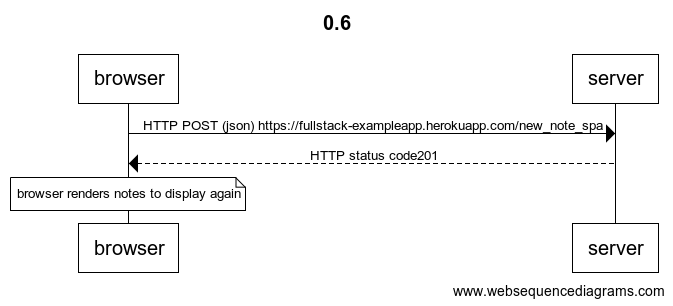 0.6
browser
server
HTTP POST (json) https://fullstack-exampleapp.herokuapp.com/new_note_spa
HTTP status code201
browser renders notes to display again
browser
server
www.websequencediagrams.com